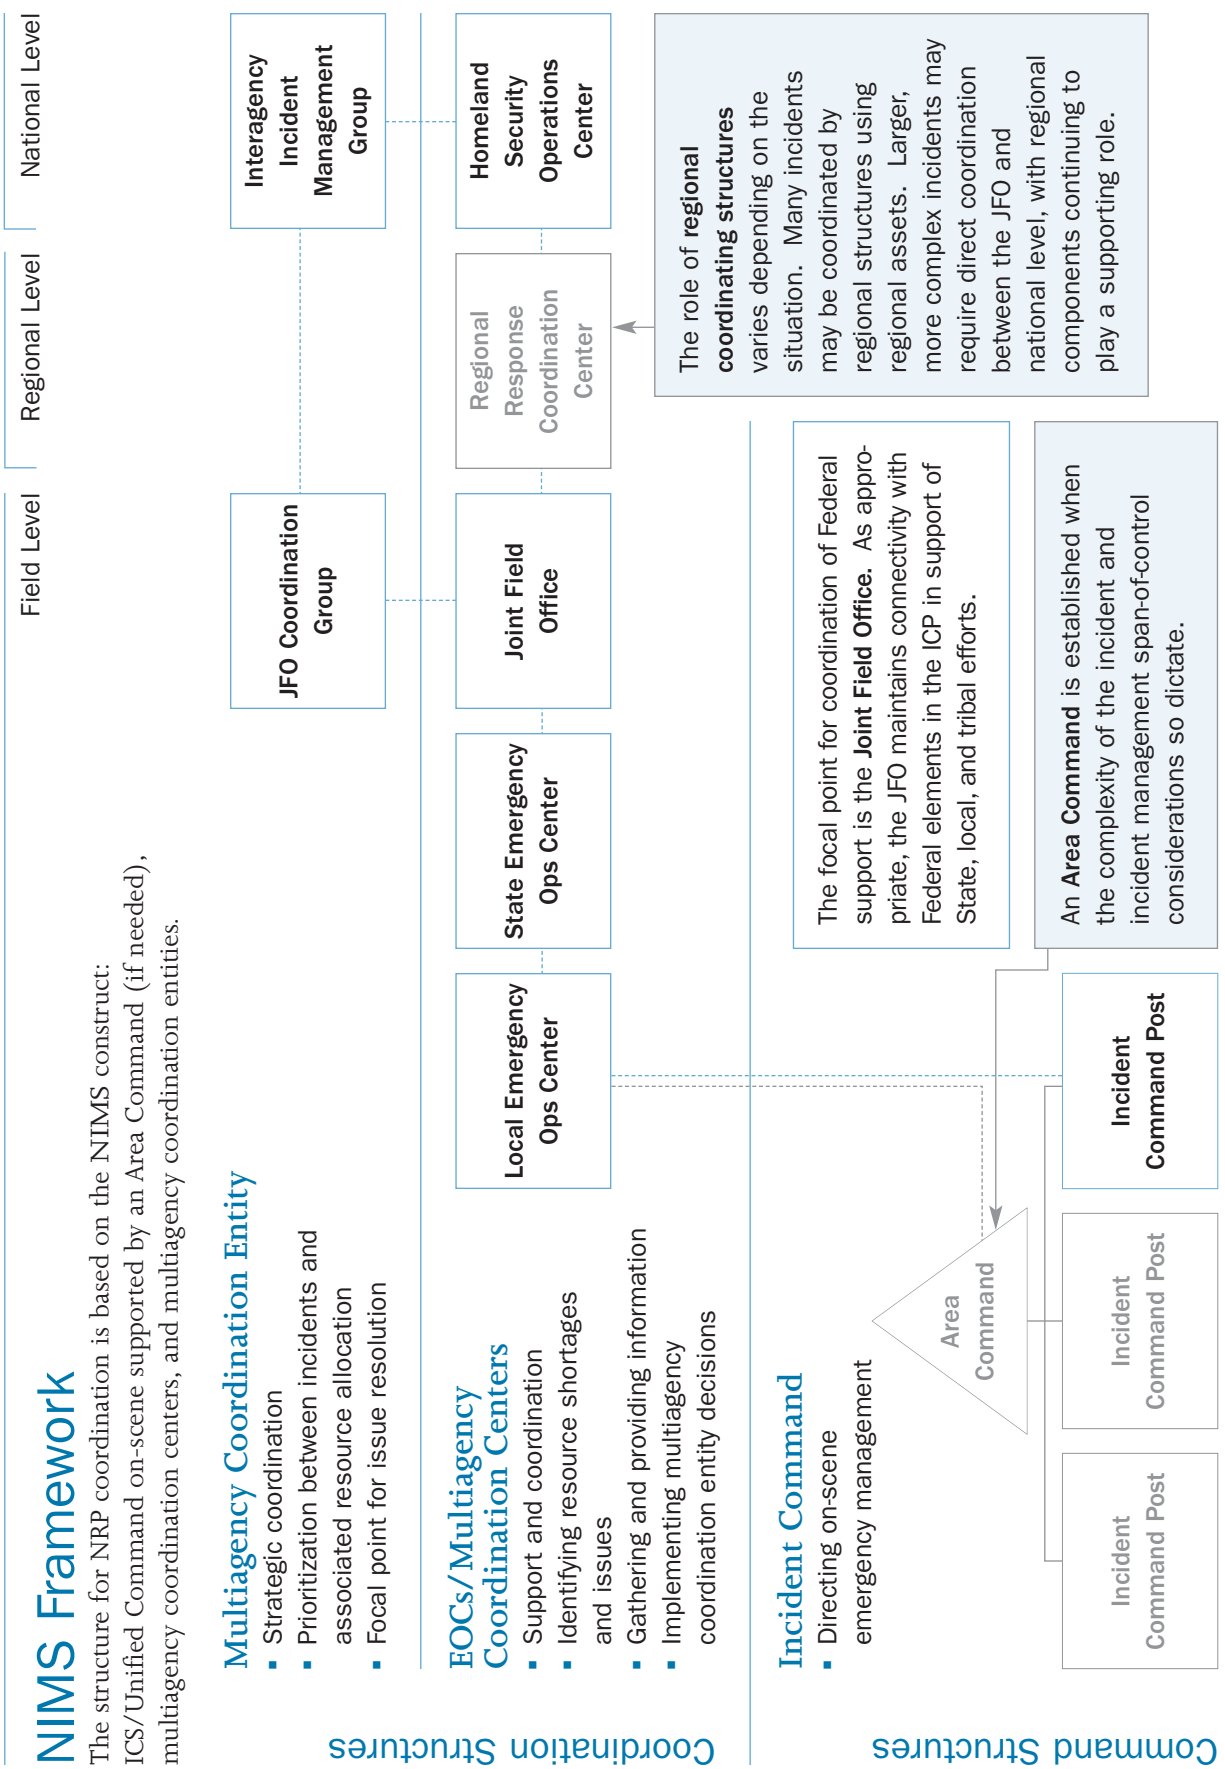 Field Level
Regional Level
National Level
NIMS Framework
The structure for NRP coordination is based on the NIMS construct:
ICS/Unified Command on-scene supported by an Area Command (if needed),
multiagency coordination centers, and multiagency coordination entities.
Coordination Structures
Multiagency Coordination Entity
▪ Strategic coordination
▪ Prioritization between incidents and
associated resource allocation
▪ Focal point for issue resolution
JFO Coordination
Group
Interagency
Incident
Management
Group
EOCs/Multiagency
Coordination Centers
▪ Support and coordination
▪ Identifying resource shortages
and issues
▪ Gathering and providing information
▪ Implementing multiagency
coordination entity decisions
Local Emergency
Ops Center
State Emergency
Ops Center
Joint Field
Office
Regional
Response
Coordination
Center
Homeland
Security
Operations
Center
Command Structures
Incident Command
▪ Directing on-scene
emergency management
Area
Command
Incident
Command Post
Incident
Command Post
Incident
Command Post
The focal point for coordination of Federal
support is the Joint Field Office. As appro-
priate, the JFO maintains connectivity with
Federal elements in the ICP in support of
State, local, and tribal efforts.
An Area Command is established when
the complexity of the incident and
incident management span-of-control
considerations so dictate.
The role of regional
coordinating structures
varies depending on the
situation. Many incidents
may be coordinated by
regional structures using
regional assets. Larger,
more complex incidents may
require direct coordination
between the JFO and
national level, with regional
components continuing to
play a supporting role.